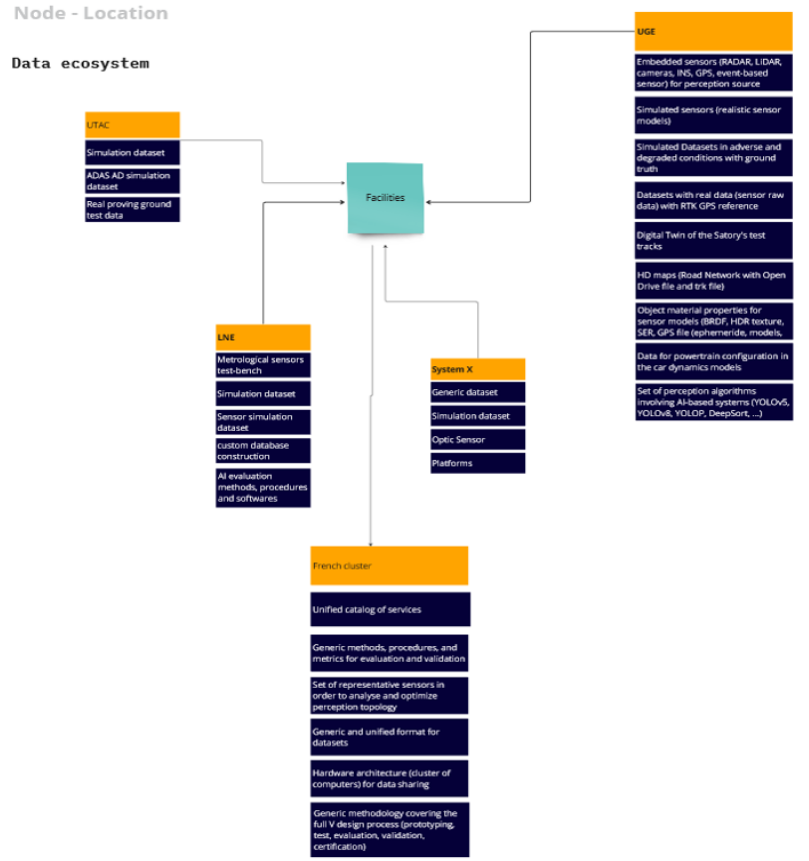 Node - Location
Data ecosystem
UTAC
Simulation dataset
ADAS AD simulation
dataset
Real proving ground
test data
Facilities
UGE
Embedded sensors (RADAR, LiDAR,
cameras, INS, GPS, event-based
sensor) for perception source
Simulated sensors (realistic sensor
models)
Simulated Datasets in adverse and
degraded conditions with ground
truth
Datasets with real data (sensor raw
data) with RTK GPS reference
Digital Twin of the Satory's test
tracks
HD maps (Road Network with Open
Drive file and trk file)
Object material properties for
sensor models (BRDF, HDR texture,
SER, GPS file (ephemeride, models,
Data for powertrain configuration in
the car dynamics models
Set of perception algorithms
involving AI-based systems (YOLOv5,
YOLOv8, YOLOP, DeepSort, ...)
LNE
Metrological sensors
test-bench
Simulation dataset
Sensor simulation
dataset
custom database
construction
AI evaluation
methods, procedures
and softwares
System X
Generic dataset
Simulation dataset
Optic Sensor
Platforms
French cluster
Unified catalog of services
Generic methods, procedures, and
metrics for evaluation and validation
Set of representative sensors in
order to analyse and optimize
perception topology
Generic and unified format for
datasets
Hardware architecture (cluster of
computers) for data sharing
Generic methodology covering the
full V design process (prototyping,
test, evaluation, validation,
certification)